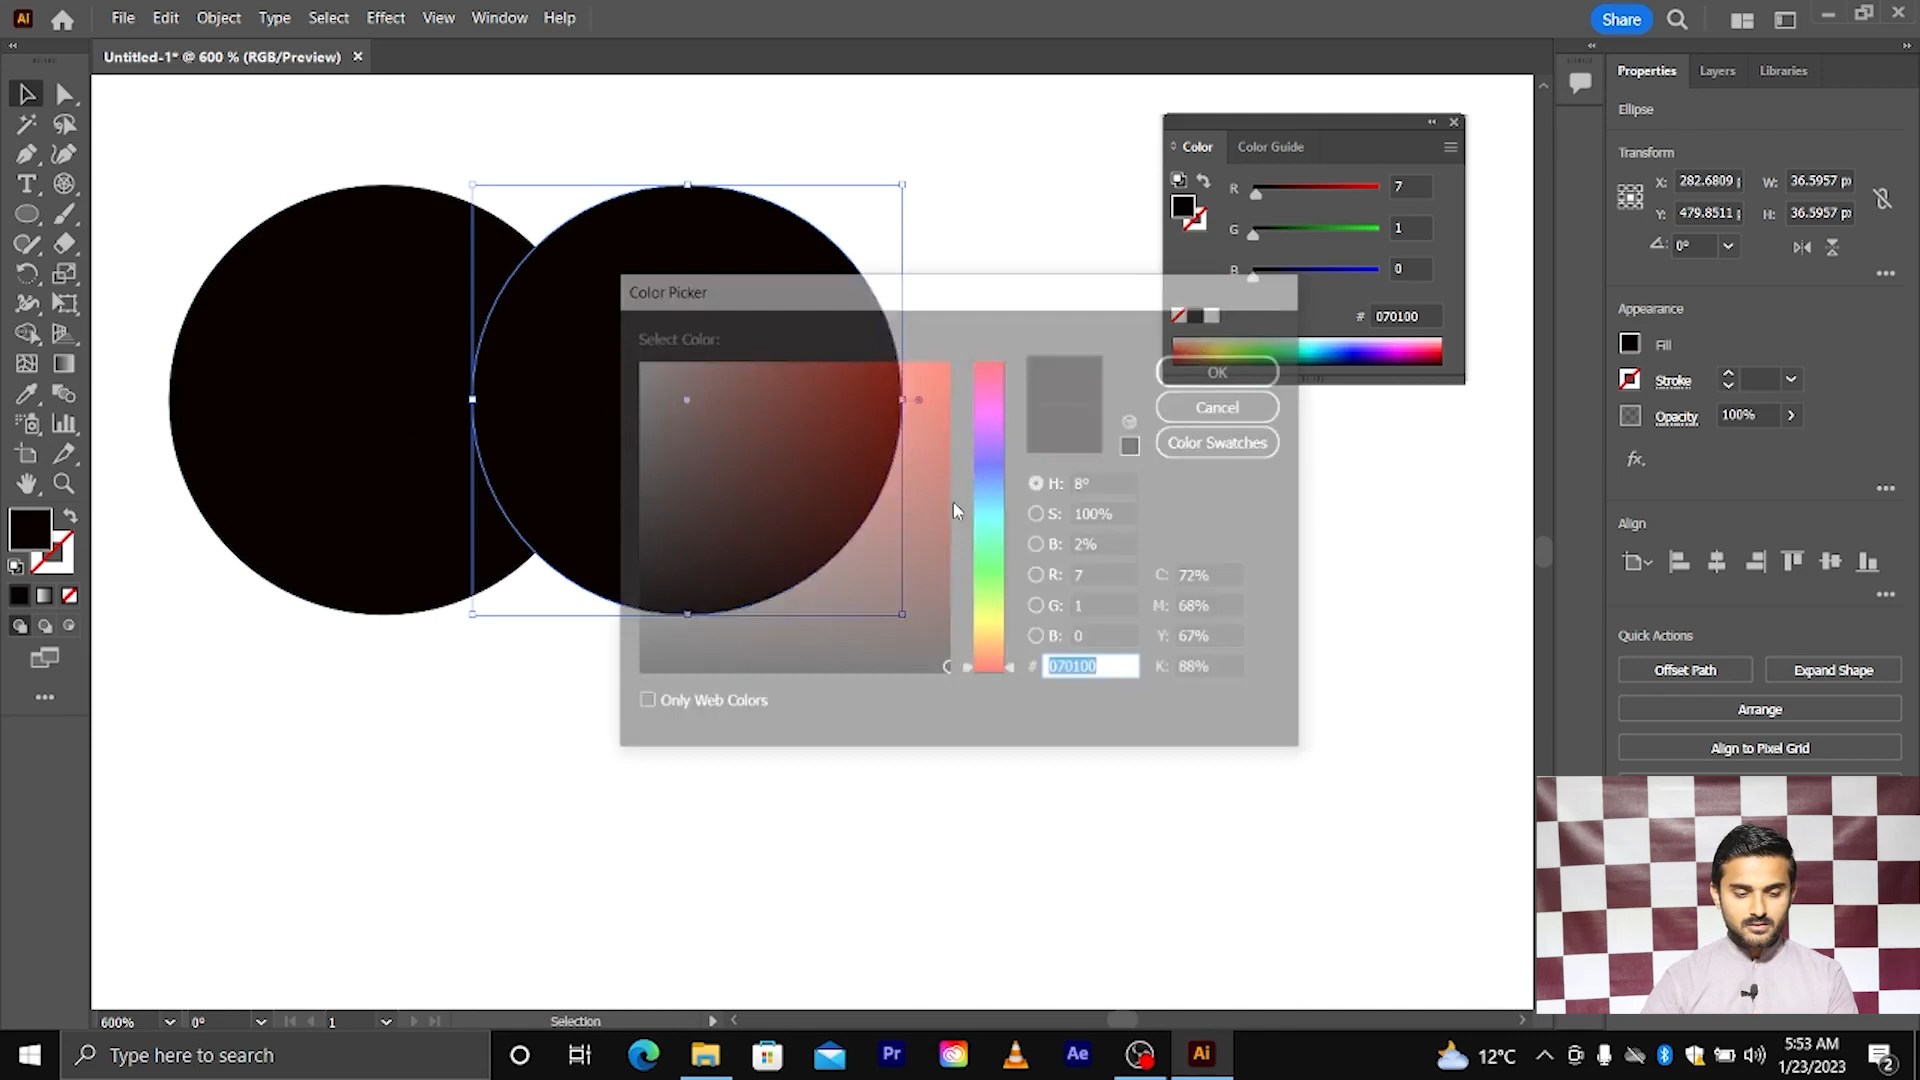 Ai File Edit Object Type Select Effect View Window Help Share
Untitled-1* @ 600 % (RGB/Preview)
Properties Layers Libraries
Ellipse
Transform
X: 282.6809 W: 36.5957 px
Y: 479.8511 H: 36.5957 px
0°
Appearance
Fill
Stroke
Opacity 100%
fx.
Align
Quick Actions
Offset Path Expand Shape
Arrange
Align to Pixel Grid
Color Color Guide
R 7
G 1
B 0
# 070100
Color Picker
Select Color:
OK
Cancel
Color Swatches
H: 8°
S: 100%
B: 2%
R: 7 C: 72%
G: 1 M: 68%
B: 0 Y: 67%
# 070100 K: 88%
Only Web Colors
600% 0° 1 Selection
Type here to search
Pr Ae Ai
12°C
5:53 AM
1/23/2023
2